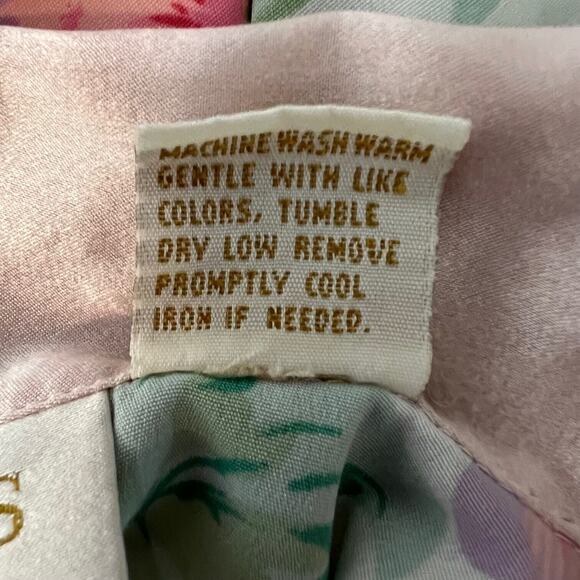 MACHINE WASH WARM
GENTLE WITH LIKE
COLORS, TUMBLE
DRY LOW REMOVE
PROMPTLY COOL
IRON IF NEEDED.